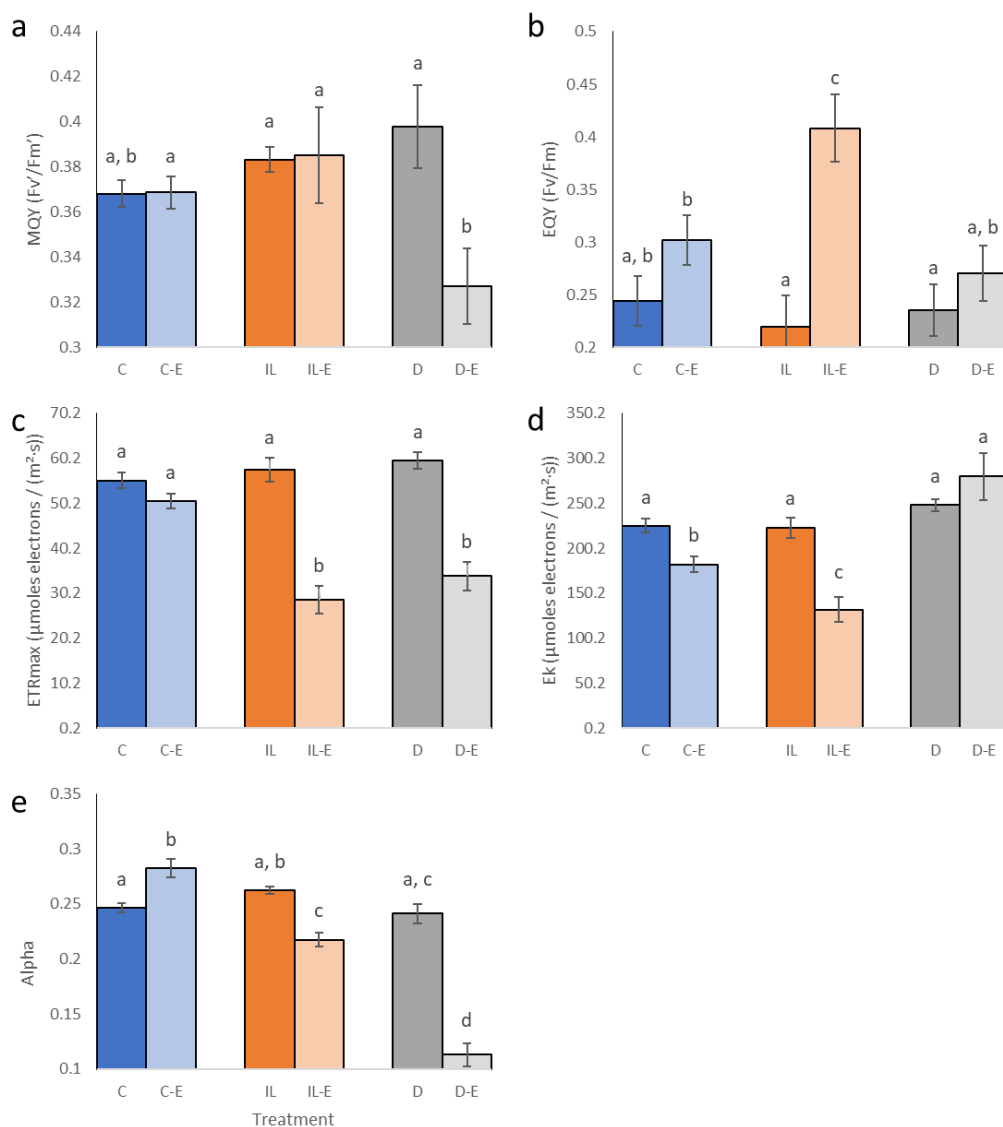 a
0.44
0.42
0.4
0.38
0.36
0.34
0.32
0.3
MQY (Fv'/Fm')
a, b
a
a
a
a
b
C
C-E
IL
IL-E
D
D-E
b
0.5
0.45
0.4
0.35
0.3
0.25
0.2
EQY (Fv/Fm)
a, b
b
a
c
a
a, b
C
C-E
IL
IL-E
D
D-E
c
70.2
60.2
50.2
40.2
30.2
20.2
10.2
0.2
ETRmax (µmoles electrons / (m²·s))
a
a
a
b
a
b
C
C-E
IL
IL-E
D
D-E
d
350.2
300.2
250.2
200.2
150.2
100.2
50.2
0.2
Ek (µmoles electrons / (m²·s))
a
b
a
c
a
a
C
C-E
IL
IL-E
D
D-E
e
0.35
0.3
0.25
0.2
0.15
0.1
Alpha
a
b
a, b
c
a, c
d
C
C-E
IL
IL-E
D
D-E
Treatment